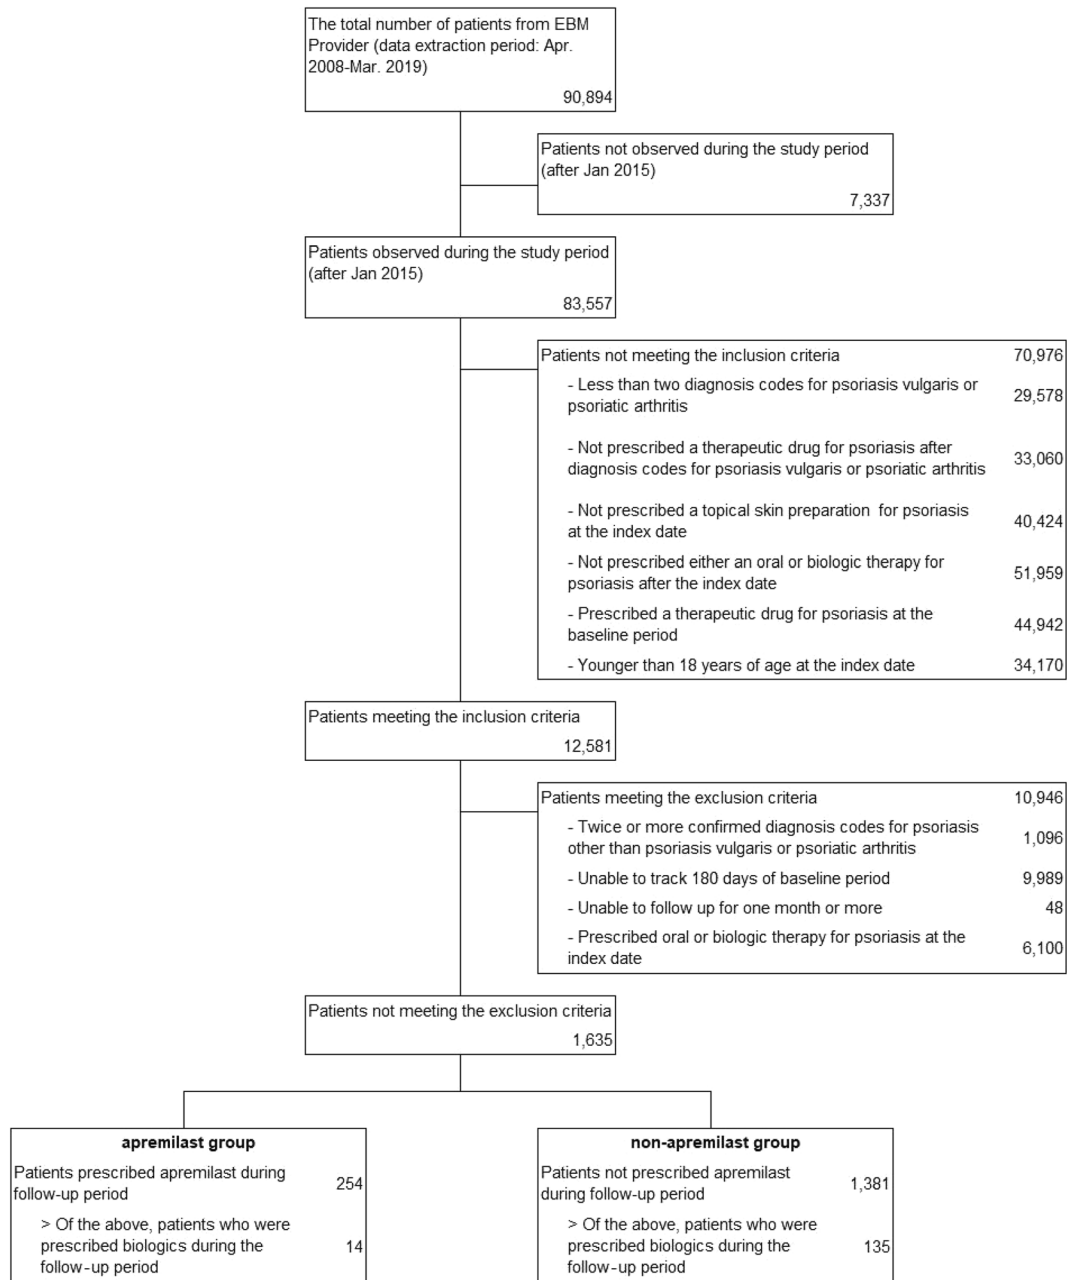 The total number of patients from EBM
Provider (data extraction period: Apr.
2008-Mar. 2019)
90,894
Patients not observed during the study period
(after Jan 2015)
7,337
Patients observed during the study period
(after Jan 2015)
83,557
Patients not meeting the inclusion criteria 70,976
- Less than two diagnosis codes for psoriasis vulgaris or
psoriatic arthritis
29,578
- Not prescribed a therapeutic drug for psoriasis after
diagnosis codes for psoriasis vulgaris or psoriatic arthritis
33,060
- Not prescribed a topical skin preparation for psoriasis
at the index date
40,424
- Not prescribed either an oral or biologic therapy for
psoriasis after the index date
51,959
- Prescribed a therapeutic drug for psoriasis at the
baseline period
44,942
- Younger than 18 years of age at the index date 34,170
Patients meeting the inclusion criteria
12,581
Patients meeting the exclusion criteria 10,946
- Twice or more confirmed diagnosis codes for psoriasis
other than psoriasis vulgaris or psoriatic arthritis
1,096
- Unable to track 180 days of baseline period 9,989
- Unable to follow up for one month or more 48
- Prescribed oral or biologic therapy for psoriasis at the
index date
6,100
Patients not meeting the exclusion criteria
1,635
apremilast group
Patients prescribed apremilast during
follow-up period
254
> Of the above, patients who were
prescribed biologics during the
follow-up period
14
non-apremilast group
Patients not prescribed apremilast
during follow-up period
1,381
> Of the above, patients who were
prescribed biologics during the
follow-up period
135